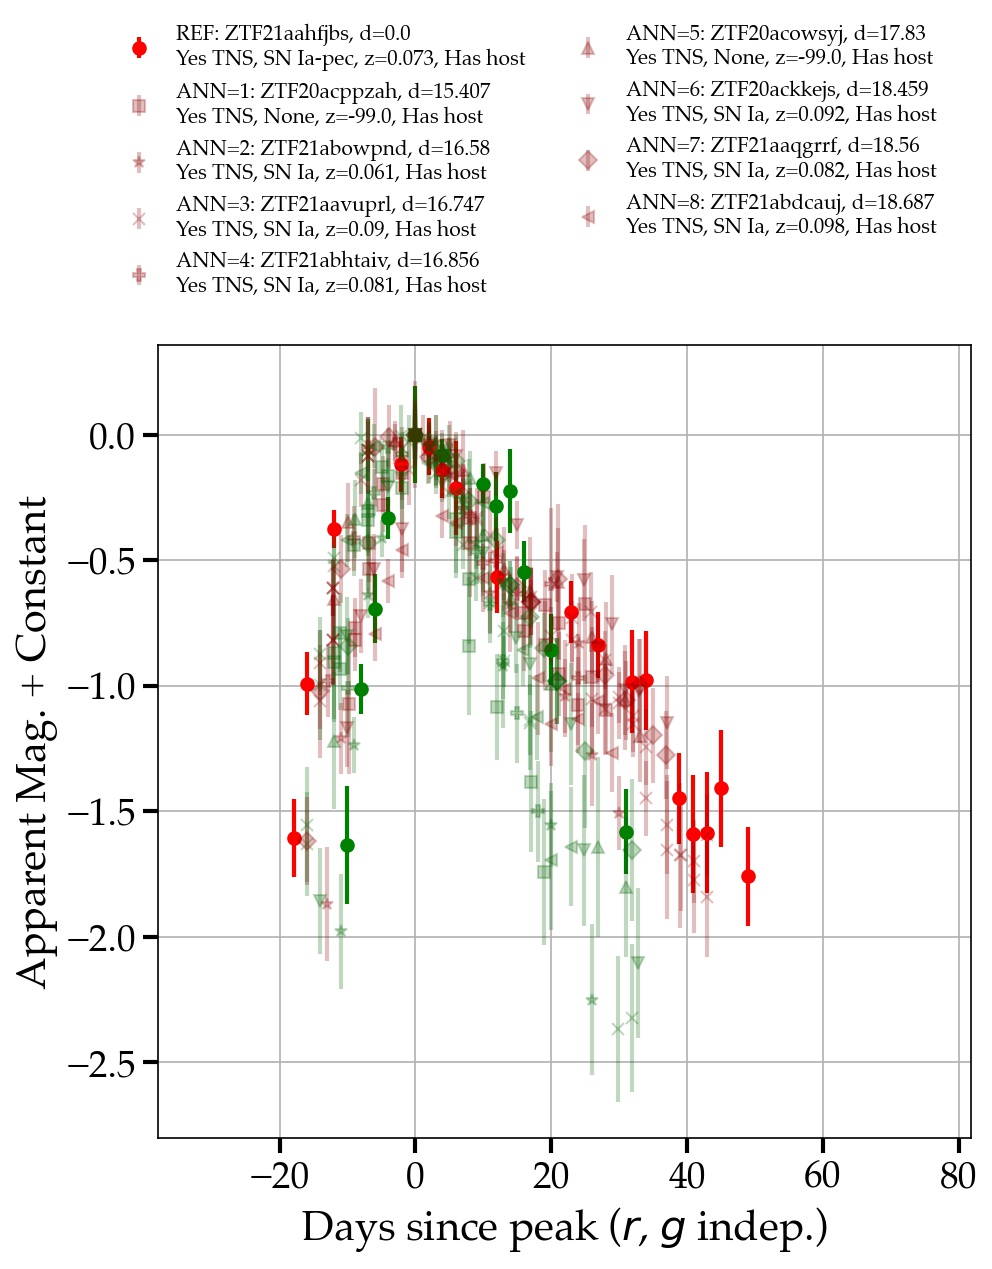 REF: ZTF21aahfjbs, d=0.0
Yes TNS, SN Ia-pec, z=0.073, Has host
ANN=1: ZTF20acppzah, d=15.407
Yes TNS, None, z=-99.0, Has host
ANN=2: ZTF21abowpnd, d=16.58
Yes TNS, SN Ia, z=0.061, Has host
ANN=3: ZTF21aavuprl, d=16.747
Yes TNS, SN Ia, z=0.09, Has host
ANN=4: ZTF21abhtaiv, d=16.856
Yes TNS, SN Ia, z=0.081, Has host
ANN=5: ZTF20acowsyj, d=17.83
Yes TNS, None, z=-99.0, Has host
ANN=6: ZTF20ackkejs, d=18.459
Yes TNS, SN Ia, z=0.092, Has host
ANN=7: ZTF21aaqgrrf, d=18.56
Yes TNS, SN Ia, z=0.082, Has host
ANN=8: ZTF21abdcauj, d=18.687
Yes TNS, SN Ia, z=0.098, Has host
Apparent Mag. + Constant
0.0
−0.5
−1.0
−1.5
−2.0
−2.5
−20
0
20
40
60
80
Days since peak (r, g indep.)